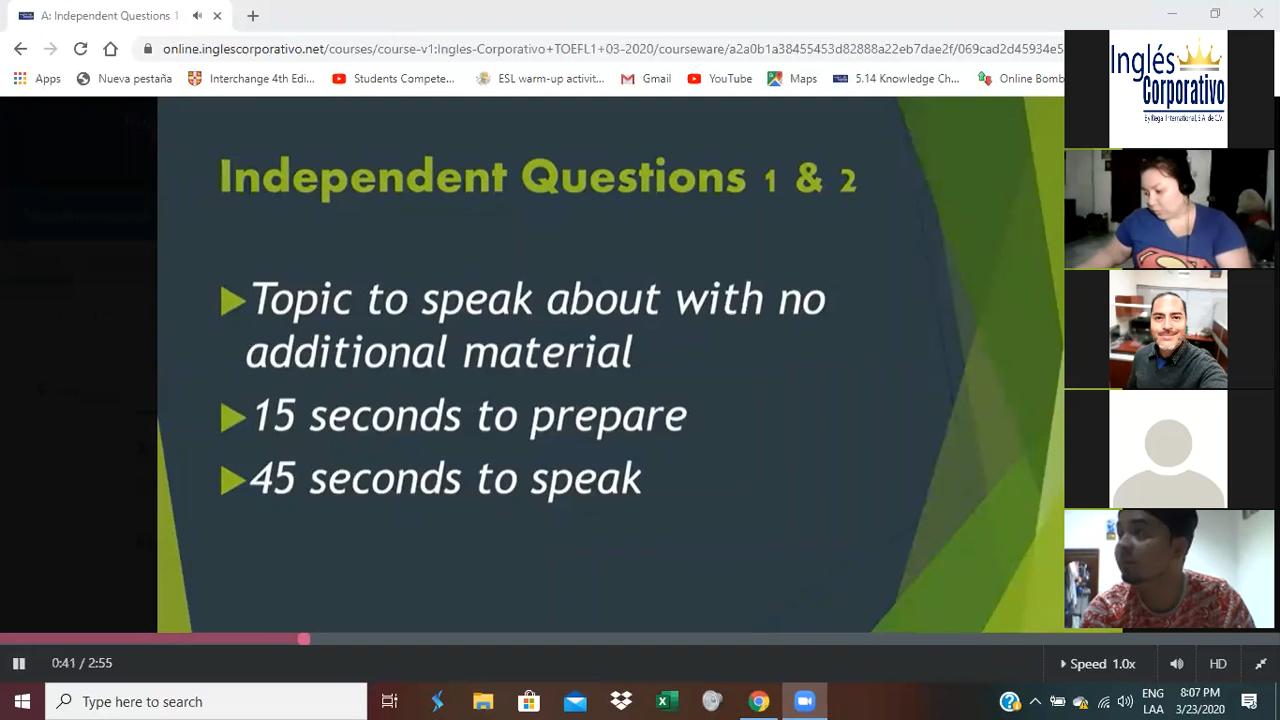 A: Independent Questions 1
online.inglescorporativo.net/courses/course-v1:Ingles-Corporativo+TOEFL1+03-2020/courseware/a2a0b1a38455453d82888a22eb7dae2f/069cad2d45934e5
Apps Nueva pestaña Interchange 4th Edi... Students Compete... ESL warm-up activit... Gmail YouTube Maps 5.14 Knowledge Ch... Online Bomb
Inglés
Corporativo
By Rega International, S.A. de C.V.
Independent Questions 1 & 2
Topic to speak about with no
additional material
15 seconds to prepare
45 seconds to speak
0:41 / 2:55
Speed 1.0x
HD
Type here to search
ENG
LAA
8:07 PM
3/23/2020